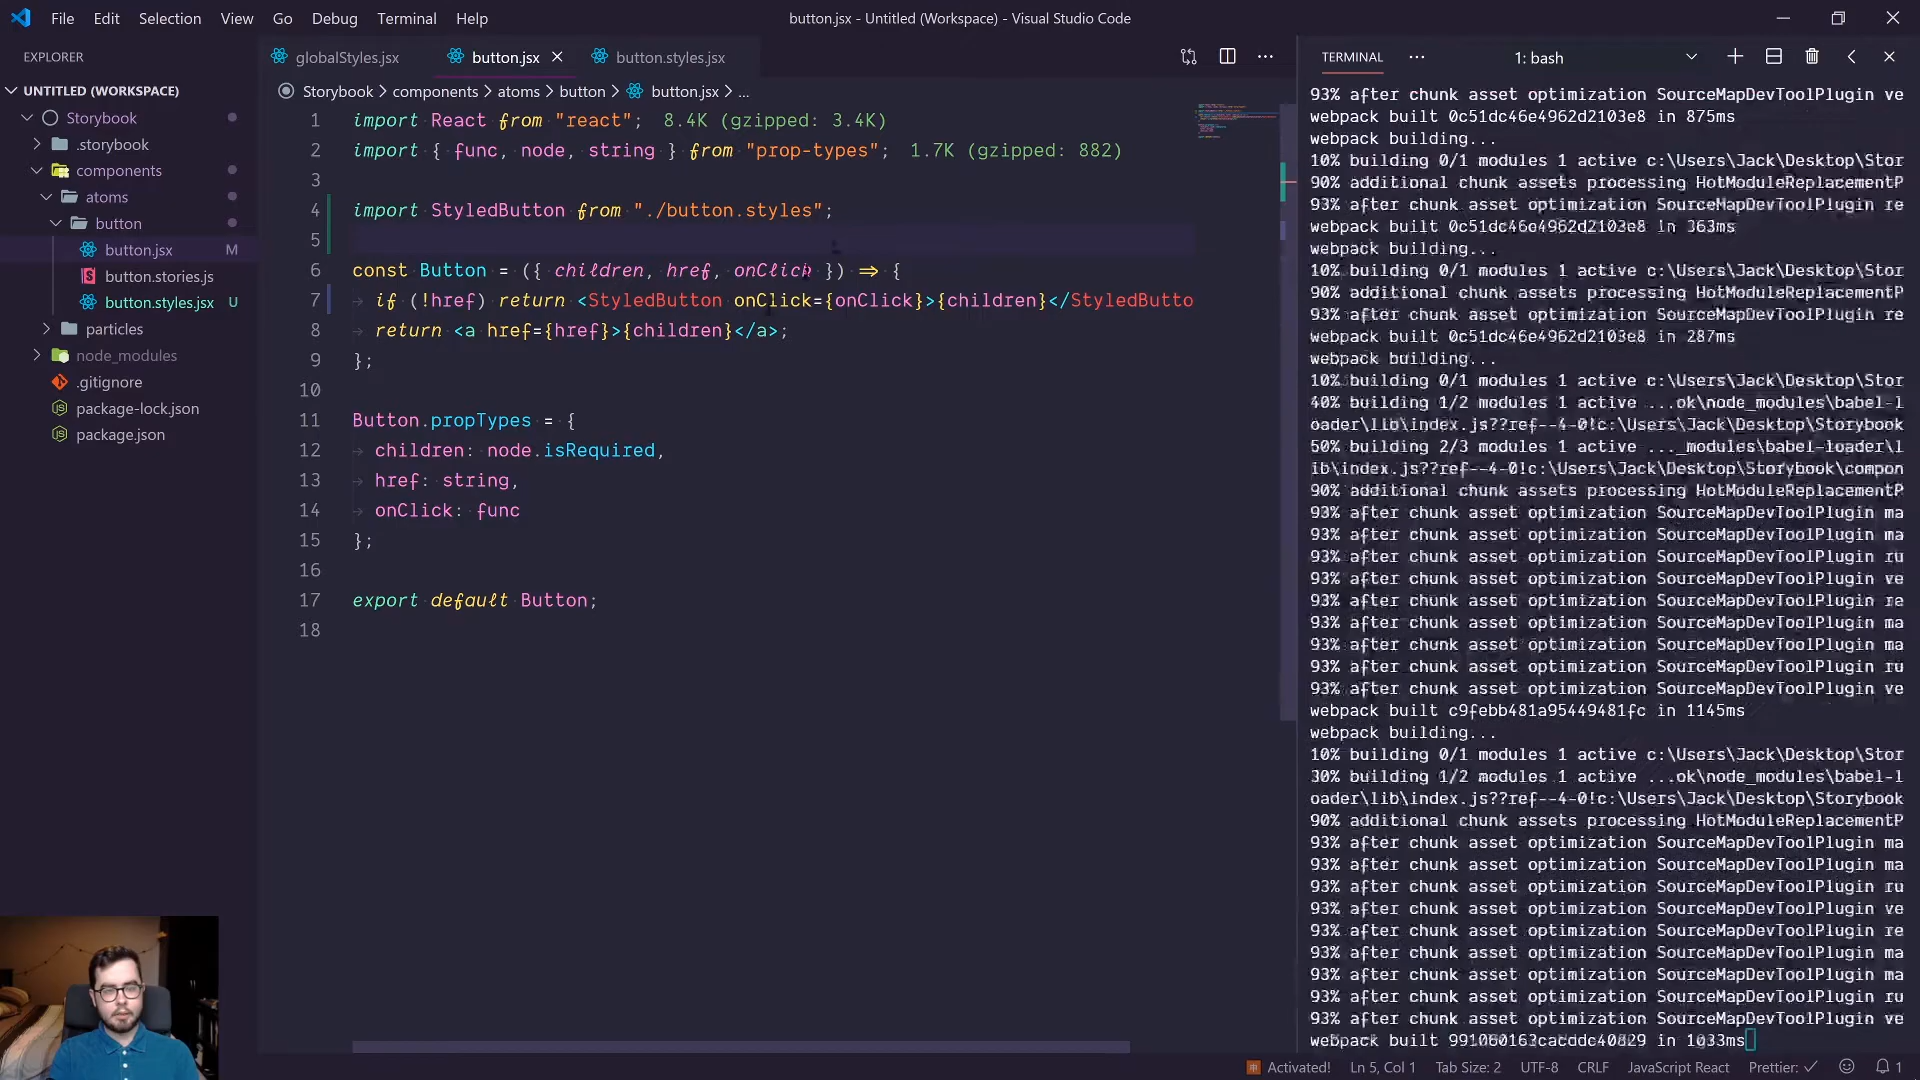 File Edit Selection View Go Debug Terminal Help
button.jsx - Untitled (Workspace) - Visual Studio Code
EXPLORER
UNTITLED (WORKSPACE)
Storybook
.storybook
components
atoms
button
button.jsx M
button.stories.js
button.styles.jsx U
particles
node_modules
.gitignore
package-lock.json
package.json
globalStyles.jsx button.jsx button.styles.jsx
Storybook > components > atoms > button > button.jsx > ...
1 import React from "react"; 8.4K (gzipped: 3.4K)
2 import { func, node, string } from "prop-types"; 1.7K (gzipped: 882)
3
4 import StyledButton from "./button.styles";
5
6 const Button = ({ children, href, onClick }) => {
7 if (!href) return <StyledButton onClick={onClick}>{children}</StyledButto
8 return <a href={href}>{children}</a>;
9 };
10
11 Button.propTypes = {
12 children: node.isRequired,
13 href: string,
14 onClick: func
15 };
16
17 export default Button;
18
TERMINAL ... 1: bash
93% after chunk asset optimization SourceMapDevToolPlugin ve
webpack built 0c51dc46e4962d2103e8 in 875ms
webpack building...
10% building 0/1 modules 1 active c:\Users\Jack\Desktop\Stor
90% additional chunk assets processing HotModuleReplacementP
93% after chunk asset optimization SourceMapDevToolPlugin re
webpack built 0c51dc46e4962d2103e8 in 363ms
webpack building...
10% building 0/1 modules 1 active c:\Users\Jack\Desktop\Stor
90% additional chunk assets processing HotModuleReplacementP
93% after chunk asset optimization SourceMapDevToolPlugin re
webpack built 0c51dc46e4962d2103e8 in 287ms
webpack building...
10% building 0/1 modules 1 active c:\Users\Jack\Desktop\Stor
40% building 1/2 modules 1 active ...ok\node_modules\babel-l
oader\lib\index.js??ref--4-0!c:\Users\Jack\Desktop\Storybook
50% building 2/3 modules 1 active ..._modules\babel-loader\l
ib\index.js??ref--4-0!c:\Users\Jack\Desktop\Storybook\compon
90% additional chunk assets processing HotModuleReplacementP
93% after chunk asset optimization SourceMapDevToolPlugin ma
93% after chunk asset optimization SourceMapDevToolPlugin ma
93% after chunk asset optimization SourceMapDevToolPlugin ru
93% after chunk asset optimization SourceMapDevToolPlugin ve
93% after chunk asset optimization SourceMapDevToolPlugin re
93% after chunk asset optimization SourceMapDevToolPlugin ma
93% after chunk asset optimization SourceMapDevToolPlugin ma
93% after chunk asset optimization SourceMapDevToolPlugin ru
93% after chunk asset optimization SourceMapDevToolPlugin ve
webpack built c9febb481a95449481fc in 1145ms
webpack building...
10% building 0/1 modules 1 active c:\Users\Jack\Desktop\Stor
30% building 1/2 modules 1 active ...ok\node_modules\babel-l
oader\lib\index.js??ref--4-0!c:\Users\Jack\Desktop\Storybook
90% additional chunk assets processing HotModuleReplacementP
93% after chunk asset optimization SourceMapDevToolPlugin ma
93% after chunk asset optimization SourceMapDevToolPlugin ma
93% after chunk asset optimization SourceMapDevToolPlugin ru
93% after chunk asset optimization SourceMapDevToolPlugin ve
93% after chunk asset optimization SourceMapDevToolPlugin re
93% after chunk asset optimization SourceMapDevToolPlugin ma
93% after chunk asset optimization SourceMapDevToolPlugin ma
93% after chunk asset optimization SourceMapDevToolPlugin ru
93% after chunk asset optimization SourceMapDevToolPlugin ve
webpack built in 1033ms
Activated! Ln 5, Col 1 Tab Size: 2 UTF-8 CRLF JavaScript React Prettier: ✓ 1